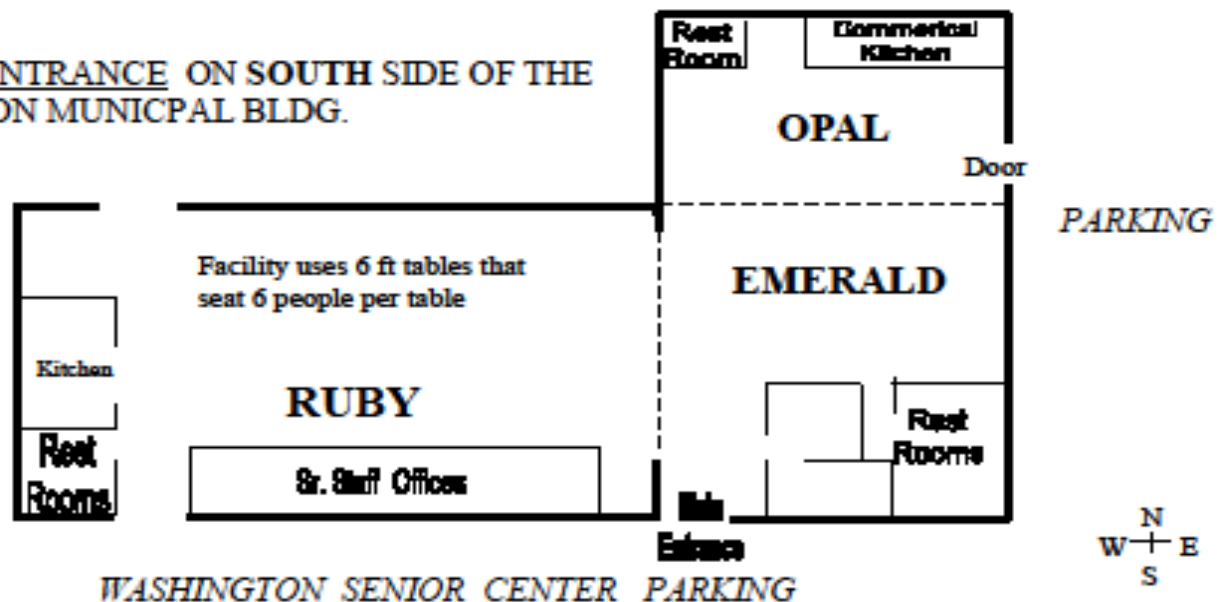 NTRANCE ON SOUTH SIDE OF THE
ON MUNICPAL BLDG.
Rest
Room
Commerical
Kitchen
OPAL
Door
PARKING
Facility uses 6 ft tables that
seat 6 people per table
EMERALD
Kitchen
RUBY
Rest
Rooms
Sr. Staff Offices
Rest
Rooms
Main
Entrance
N
W E
S
WASHINGTON SENIOR CENTER PARKING